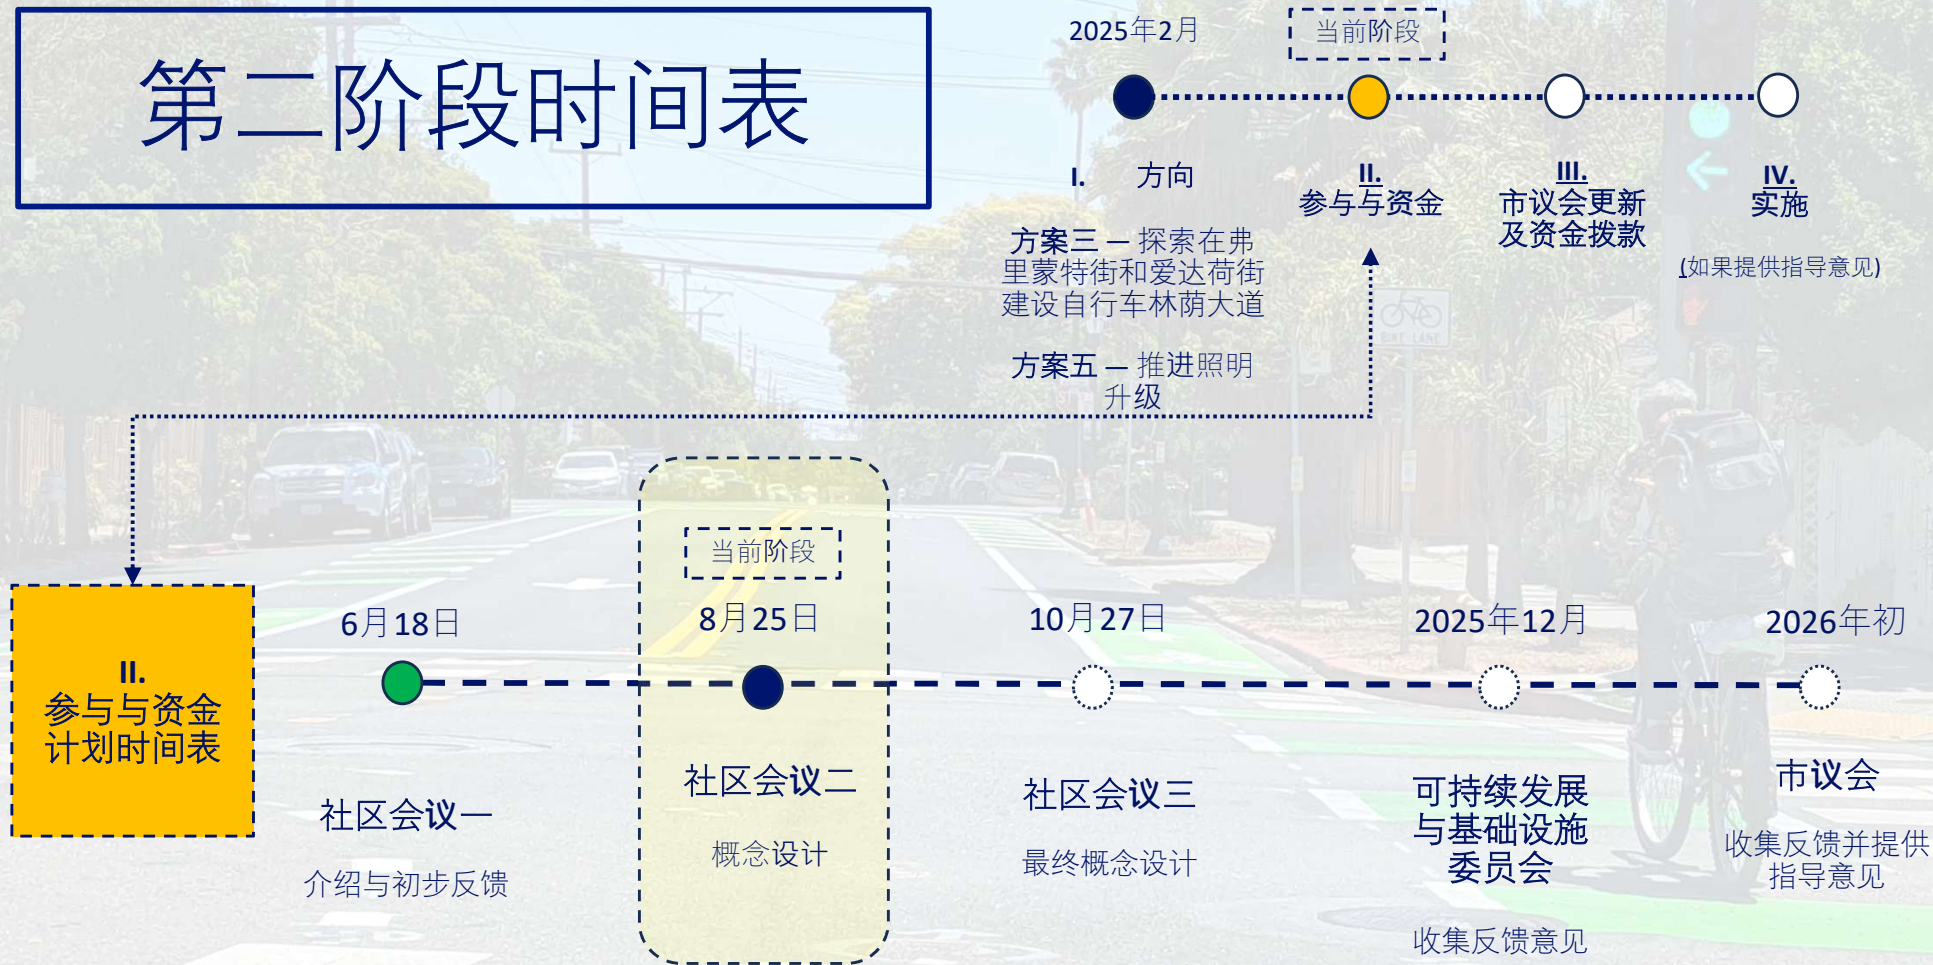 第二阶段时间表
2025年2月
当前阶段
I. 方向
方案三 — 探索在弗
里蒙特街和爱达荷街
建设自行车林荫大道
方案五 — 推进照明
升级
II.
参与与资金
III.
市议会更新
及资金拨款
IV.
实施
(如果提供指导意见)
II.
参与与资金
计划时间表
6月18日
社区会议一
介绍与初步反馈
当前阶段
8月25日
社区会议二
概念设计
10月27日
社区会议三
最终概念设计
2025年12月
可持续发展
与基础设施
委员会
收集反馈意见
2026年初
市议会
收集反馈并提供
指导意见